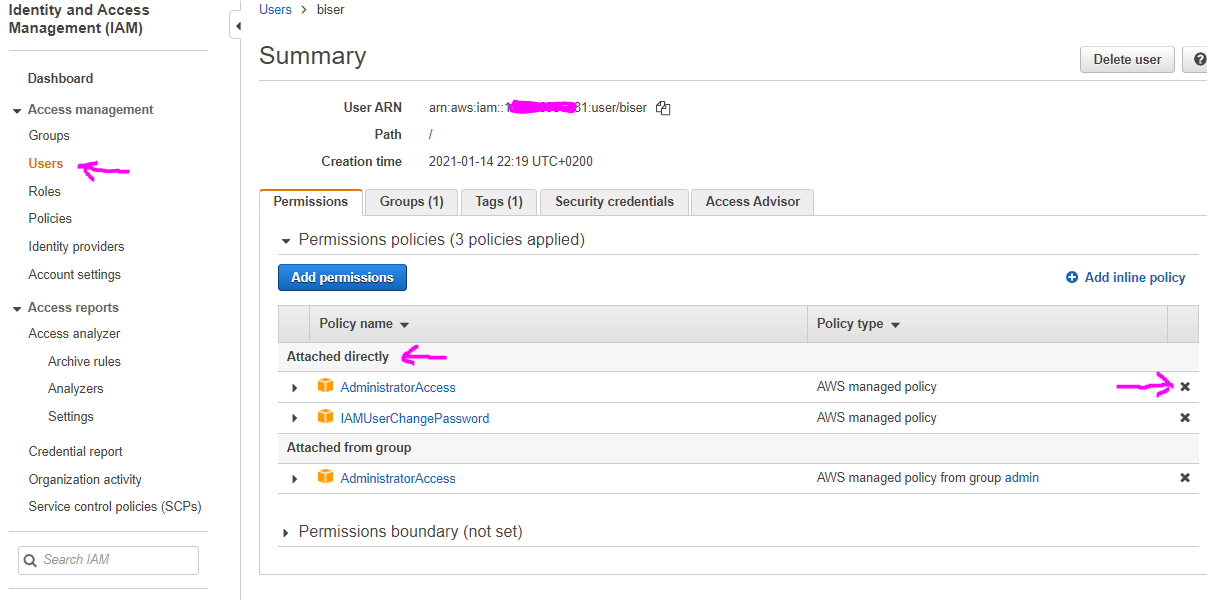 Identity and Access
Management (IAM)
Dashboard
Access management
Groups
Users
Roles
Policies
Identity providers
Account settings
Access reports
Access analyzer
Archive rules
Analyzers
Settings
Credential report
Organization activity
Service control policies (SCPs)
Search IAM
Users > biser
Summary
Delete user
User ARN arn:aws:iam::1 81:user/biser
Path /
Creation time 2021-01-14 22:19 UTC+0200
Permissions Groups (1) Tags (1) Security credentials Access Advisor
Permissions policies (3 policies applied)
Add permissions Add inline policy
Policy name Policy type
Attached directly
AdministratorAccess AWS managed policy
IAMUserChangePassword AWS managed policy
Attached from group
AdministratorAccess AWS managed policy from group admin
Permissions boundary (not set)